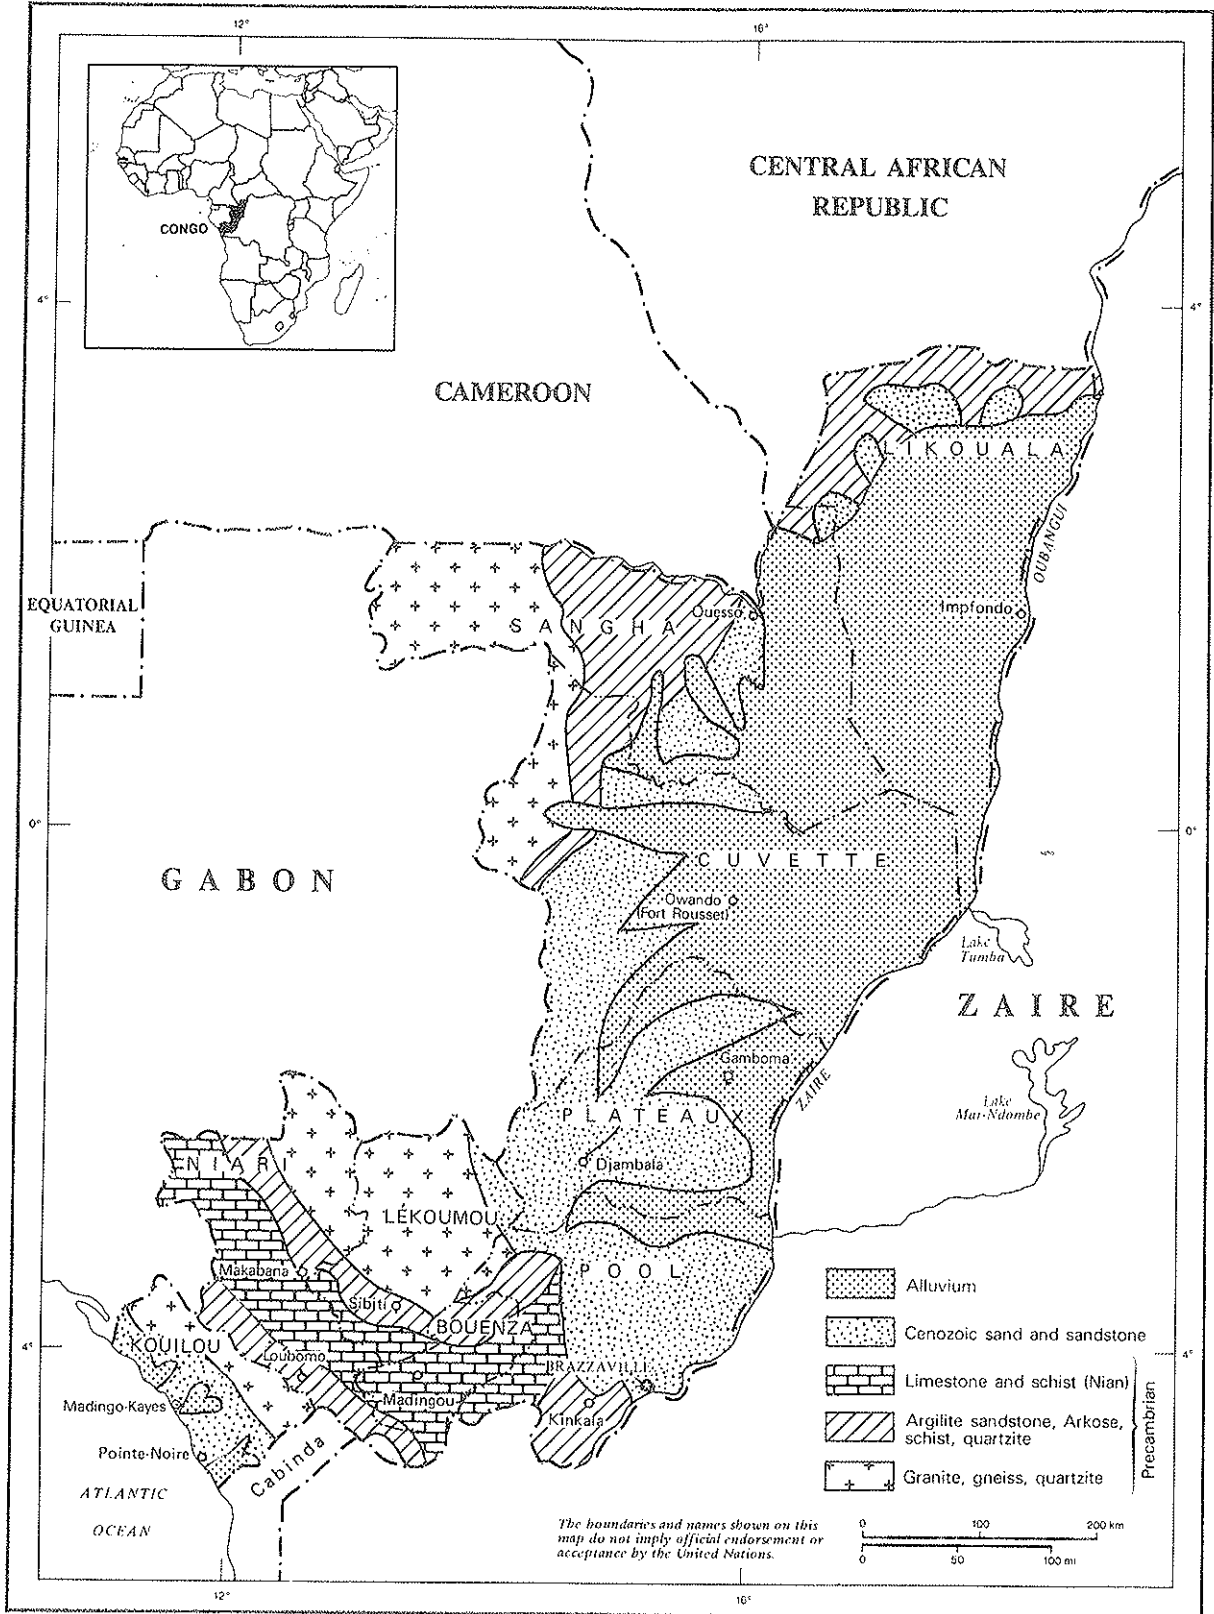 12°
16°
CONGO
CENTRAL AFRICAN
REPUBLIC
4°
4°
CAMEROON
LIKOUALA
OUBANGUI
EQUATORIAL
GUINEA
Ouesso
Impfondo
SANGHA
0°
0°
GABON
CUVETTE
Owando
(Fort Rousset)
Lake
Tumba
ZAIRE
Gamboma
ZAIRE
Lake
Mai-Ndombe
PLATEAUX
NIARI
Djambala
LÉKOUMOU
Makabana
POOL
Sibiti
BOUENZA
KOUILOU
4°
4°
Loubomo
BRAZZAVILLE
Madingou
Madingo-Kayes
Kinkala
Pointe-Noire
Cabinda
ATLANTIC
OCEAN
Alluvium
Cenozoic sand and sandstone
Limestone and schist (Nian)
Argilite sandstone, Arkose,
schist, quartzite
Granite, gneiss, quartzite
Precambrian
The boundaries and names shown on this
map do not imply official endorsement or
acceptance by the United Nations.
0 100 200 km
0 50 100 mi
12°
16°